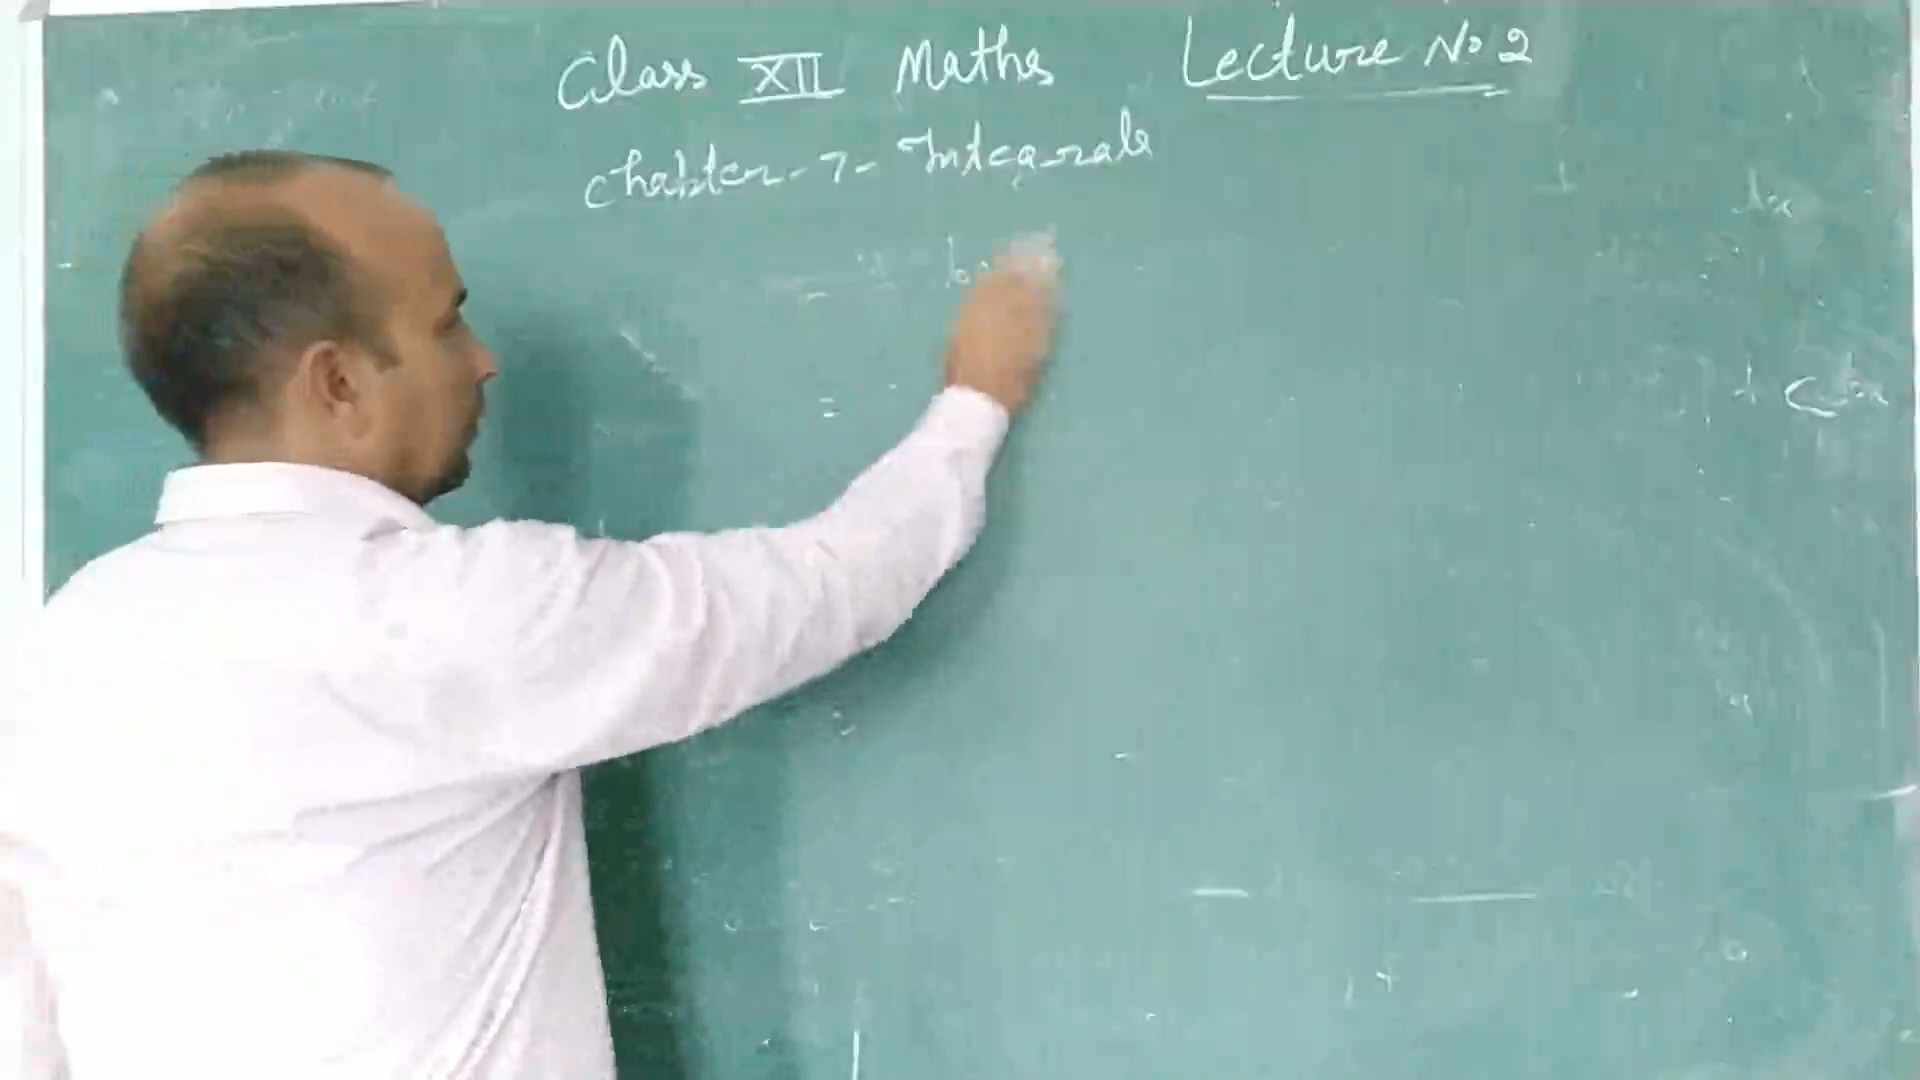 Class XII Maths Lecture No 2
Chapter-7-Integrals
=